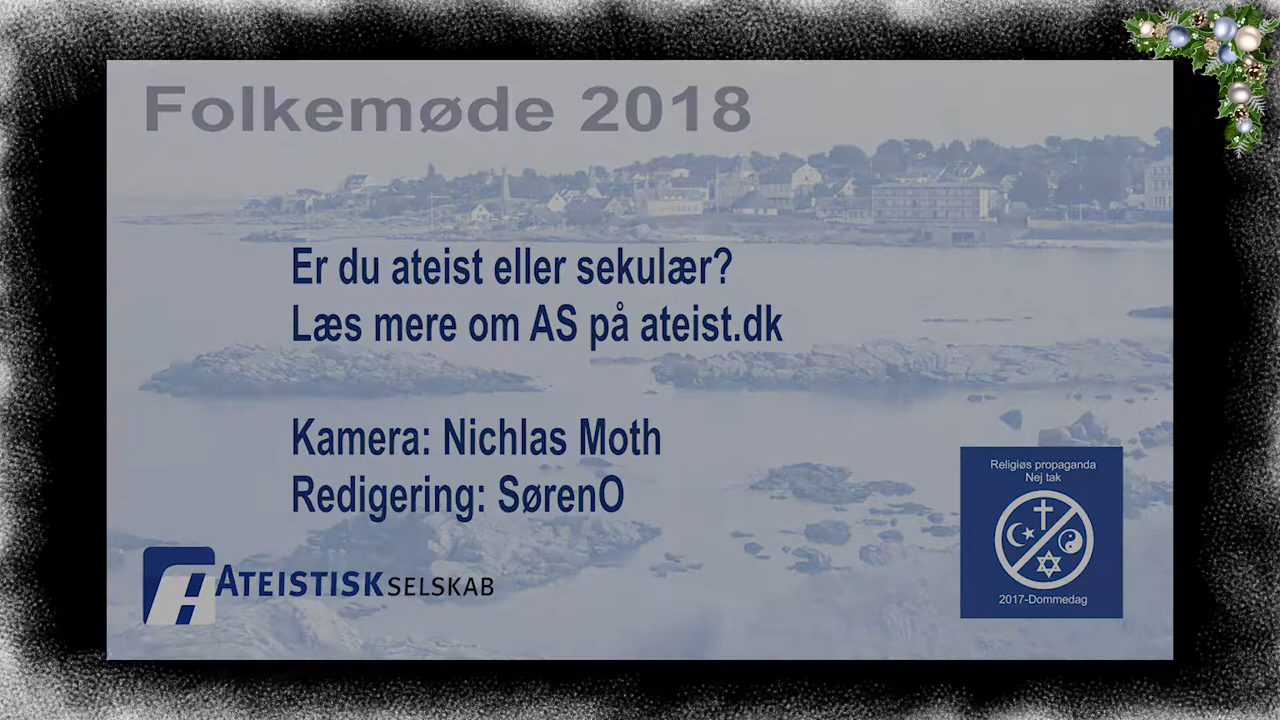 Folkemøde 2018
Er du ateist eller sekulær?
Læs mere om AS på ateist.dk
Kamera: Nichlas Moth
Redigering: SørenO
ATEISTISK SELSKAB
Religiøs propaganda
Nej tak
2017-Dommedag